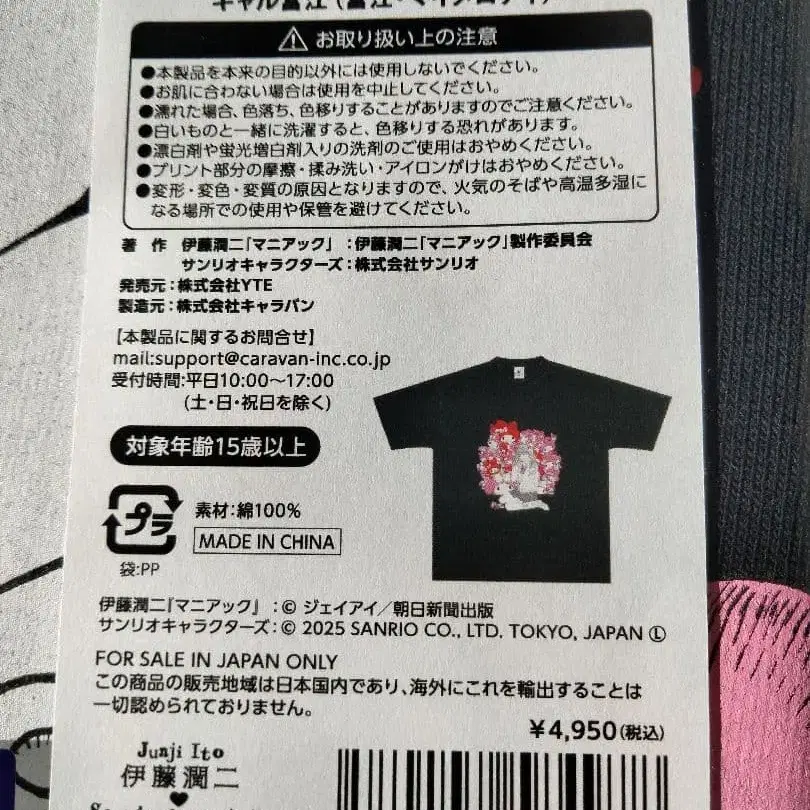 ギャル富江(富江・マイメロディ)
お取り扱い上の注意
●本製品を本来の目的以外には使用しないでください。
●お肌に合わない場合は使用を中止してください。
●濡れた場合、色落ち、色移りすることがありますのでご注意ください。
●白いものと一緒に洗濯すると、色移りする恐れがあります。
●漂白剤や蛍光増白剤入りの洗剤のご使用はおやめください。
●プリント部分の摩擦・揉み洗い・アイロンがけはおやめください。
●変形・変色・変質の原因となりますので、火気のそばや高温多湿に
なる場所での使用や保管を避けてください。
著 作 伊藤潤二『マニアック』:伊藤潤二『マニアック』製作委員会
サンリオキャラクターズ:株式会社サンリオ
発売元:株式会社YTE
製造元:株式会社キャラバン
【本製品に関するお問合せ】
mail:support@caravan-inc.co.jp
受付時間:平日10:00〜17:00
(土・日・祝日を除く)
対象年齢15歳以上
プラ
素材:綿100%
MADE IN CHINA
袋:PP
伊藤潤二『マニアック』:© ジェイアイ/朝日新聞出版
サンリオキャラクターズ:© 2025 SANRIO CO., LTD. TOKYO, JAPAN Ⓛ
FOR SALE IN JAPAN ONLY
この商品の販売地域は日本国内であり、海外にこれを輸出することは
一切認められておりません。
¥4,950(税込)
Junji Ito
伊藤潤二